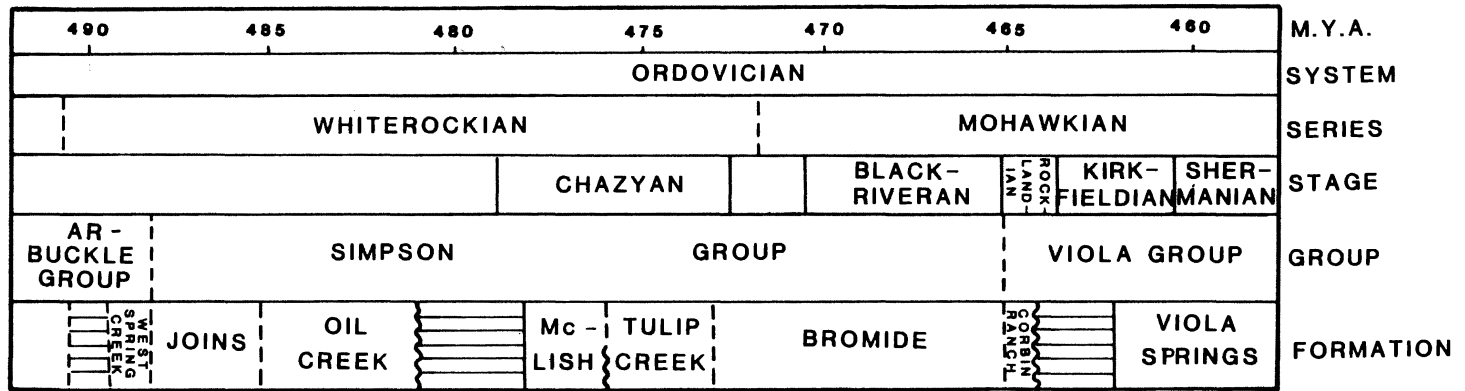 490 485 480 475 470 465 460 M.Y.A.
ORDOVICIAN SYSTEM
WHITEROCKIAN MOHAWKIAN SERIES
CHAZYAN
BLACK-
RIVERAN
ROCK-
LAND-
IAN
KIRK-
FIELDIAN
SHER-
MANIAN
STAGE
AR-
BUCKLE
GROUP
SIMPSON GROUP
VIOLA GROUP
GROUP
WEST
SPRING
CREEK
JOINS
OIL
CREEK
Mc-
LISH
TULIP
CREEK
BROMIDE
CORBIN
RANCH
VIOLA
SPRINGS
FORMATION